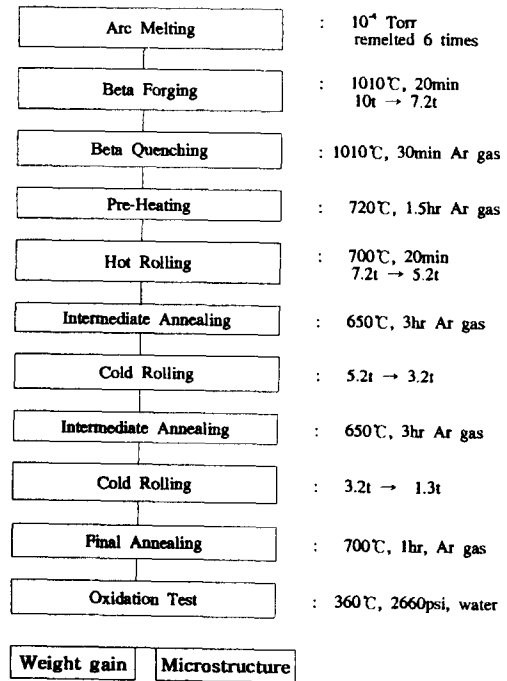 Arc Melting : 10⁻⁴ Torr
remelted 6 times
Beta Forging : 1010℃, 20min
10t → 7.2t
Beta Quenching : 1010℃, 30min Ar gas
Pre-Heating : 720℃, 1.5hr Ar gas
Hot Rolling : 700℃, 20min
7.2t → 5.2t
Intermediate Annealing : 650℃, 3hr Ar gas
Cold Rolling : 5.2t → 3.2t
Intermediate Annealing : 650℃, 3hr Ar gas
Cold Rolling : 3.2t → 1.3t
Final Annealing : 700℃, 1hr, Ar gas
Oxidation Test : 360℃, 2660psi, water
Weight gain Microstructure